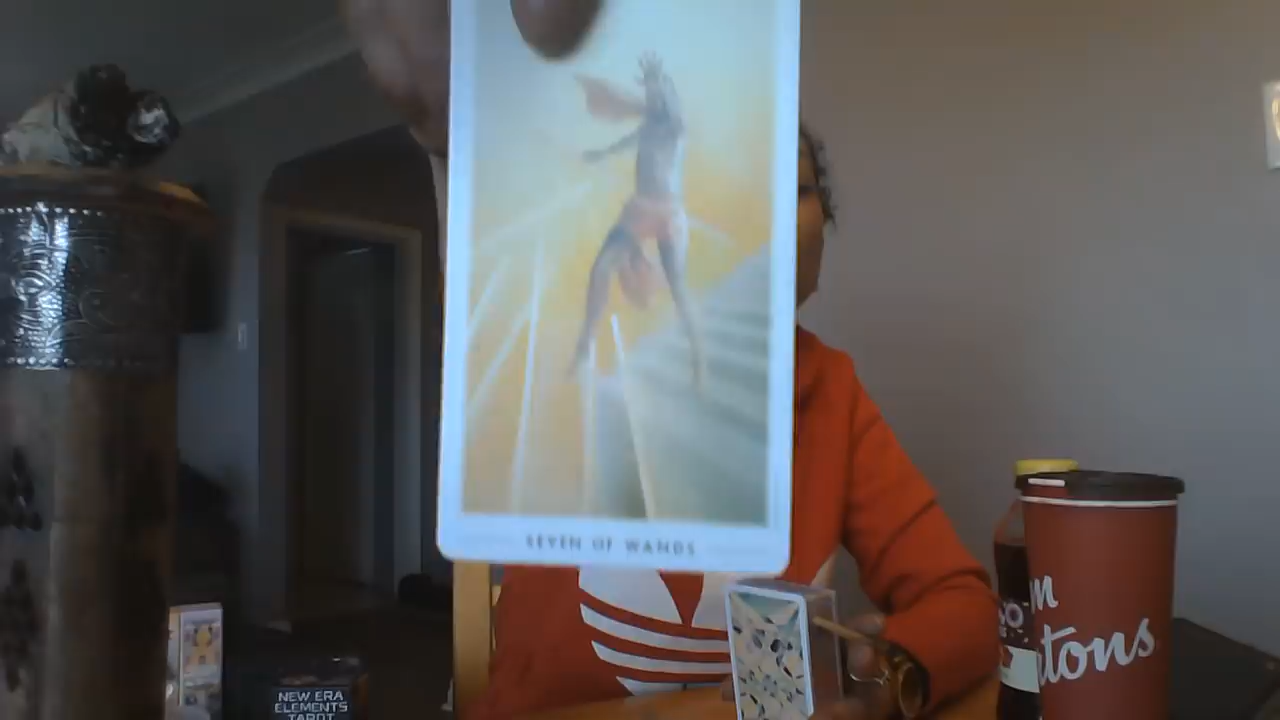 SEVEN OF WANDS
NEW ERA
ELEMENTS
TAROT
m
tons